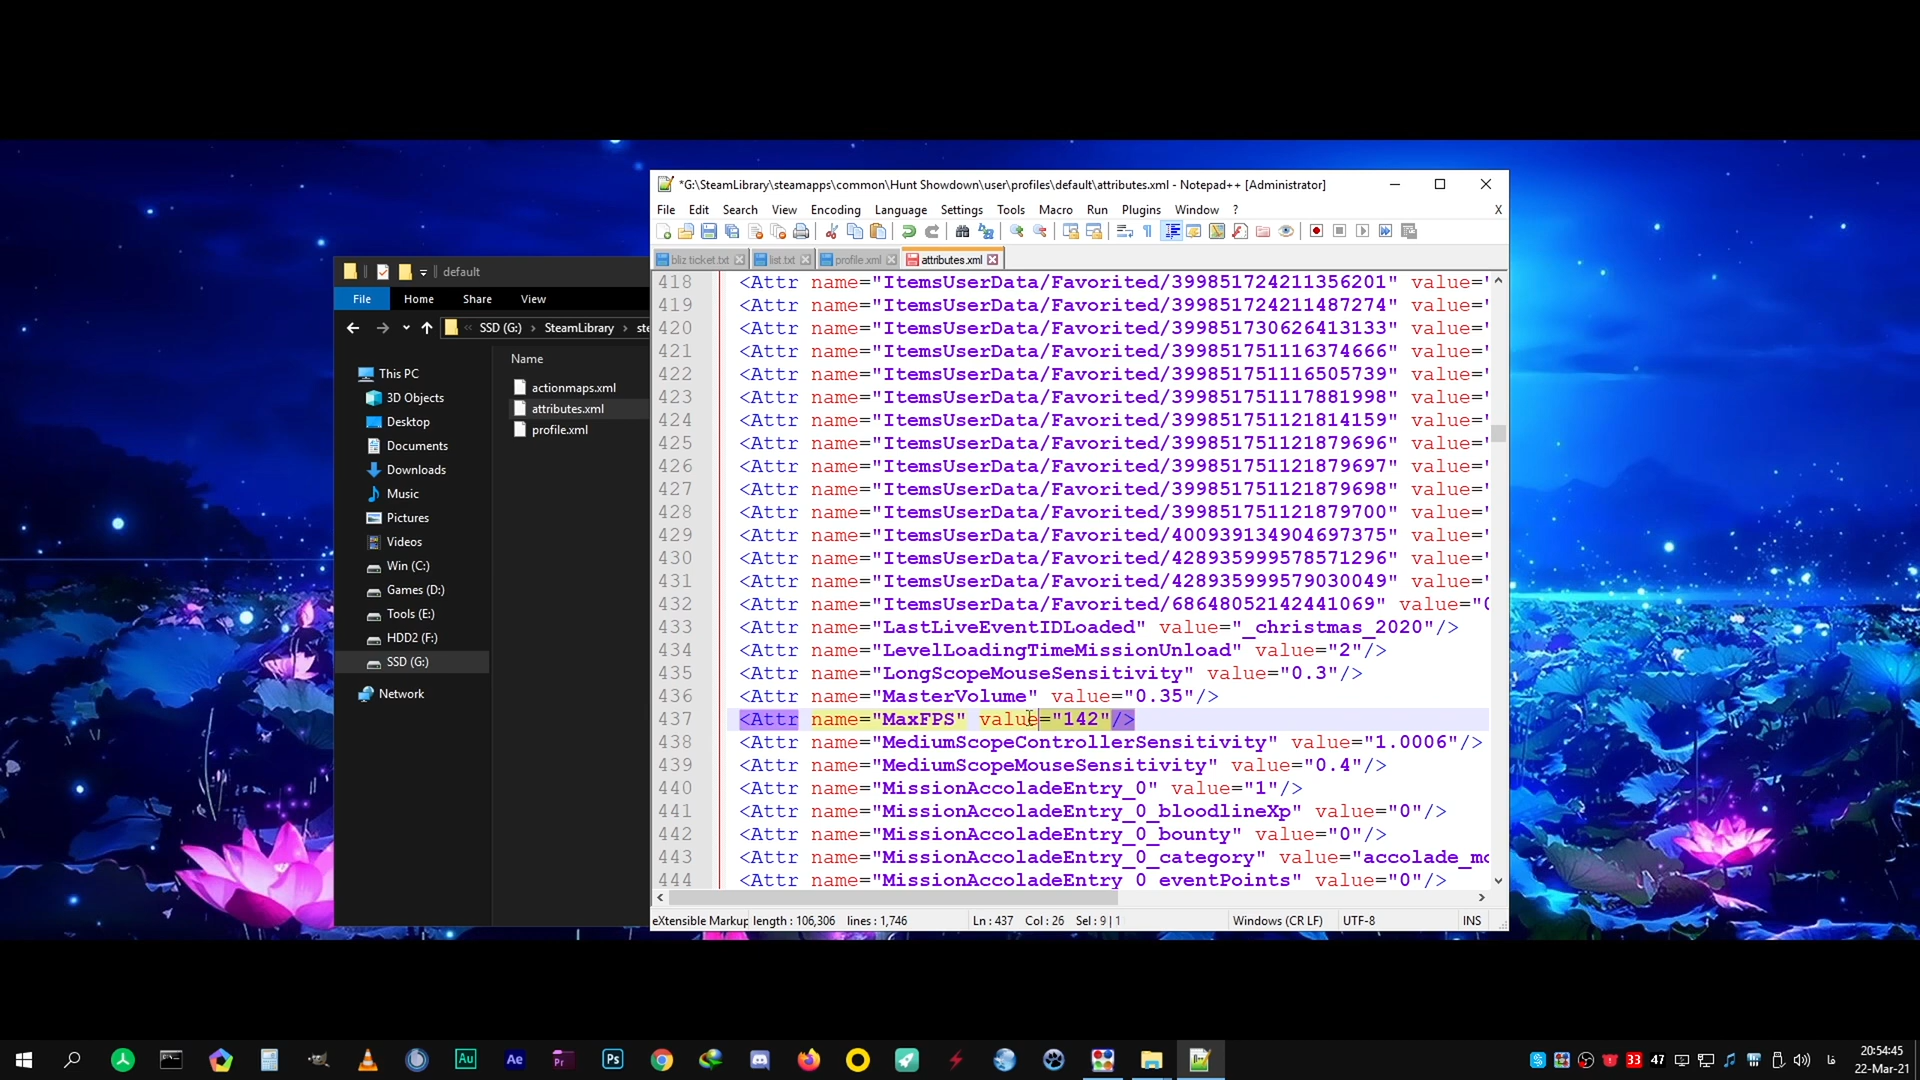 *G:\SteamLibrary\steamapps\common\Hunt Showdown\user\profiles\default\attributes.xml - Notepad++ [Administrator]
File Edit Search View Encoding Language Settings Tools Macro Run Plugins Window ? X
bliz ticket.txt list.txt profile.xml attributes.xml
418 <Attr name="ItemsUserData/Favorited/399851724211356201" value="
419 <Attr name="ItemsUserData/Favorited/399851724211487274" value="
420 <Attr name="ItemsUserData/Favorited/399851730626413133" value="
421 <Attr name="ItemsUserData/Favorited/399851751116374666" value="
422 <Attr name="ItemsUserData/Favorited/399851751116505739" value="
423 <Attr name="ItemsUserData/Favorited/399851751117881998" value="
424 <Attr name="ItemsUserData/Favorited/399851751121814159" value="
425 <Attr name="ItemsUserData/Favorited/399851751121879696" value="
426 <Attr name="ItemsUserData/Favorited/399851751121879697" value="
427 <Attr name="ItemsUserData/Favorited/399851751121879698" value="
428 <Attr name="ItemsUserData/Favorited/399851751121879700" value="
429 <Attr name="ItemsUserData/Favorited/400939134904697375" value="
430 <Attr name="ItemsUserData/Favorited/428935999578571296" value="
431 <Attr name="ItemsUserData/Favorited/428935999579030049" value="
432 <Attr name="ItemsUserData/Favorited/68648052142441069" value="0
433 <Attr name="LastLiveEventIDLoaded" value="_christmas_2020"/>
434 <Attr name="LevelLoadingTimeMissionUnload" value="2"/>
435 <Attr name="LongScopeMouseSensitivity" value="0.3"/>
436 <Attr name="MasterVolume" value="0.35"/>
437 <Attr name="MaxFPS" value="142"/>
438 <Attr name="MediumScopeControllerSensitivity" value="1.0006"/>
439 <Attr name="MediumScopeMouseSensitivity" value="0.4"/>
440 <Attr name="MissionAccoladeEntry_0" value="1"/>
441 <Attr name="MissionAccoladeEntry_0_bloodlineXp" value="0"/>
442 <Attr name="MissionAccoladeEntry_0_bounty" value="0"/>
443 <Attr name="MissionAccoladeEntry_0_category" value="accolade_mo
444 <Attr name="MissionAccoladeEntry_0_eventPoints" value="0"/>
eXtensible Markup length : 106,306 lines : 1,746 Ln : 437 Col : 26 Sel : 9 | 1 Windows (CR LF) UTF-8 INS
default
File Home Share View
« SSD (G:) › SteamLibrary › ste
Name
actionmaps.xml
attributes.xml
profile.xml
This PC
3D Objects
Desktop
Documents
Downloads
Music
Pictures
Videos
Win (C:)
Games (D:)
Tools (E:)
HDD2 (F:)
SSD (G:)
Network
Au Ae Pr Ps
33 47 فا
20:54:45
22-Mar-21